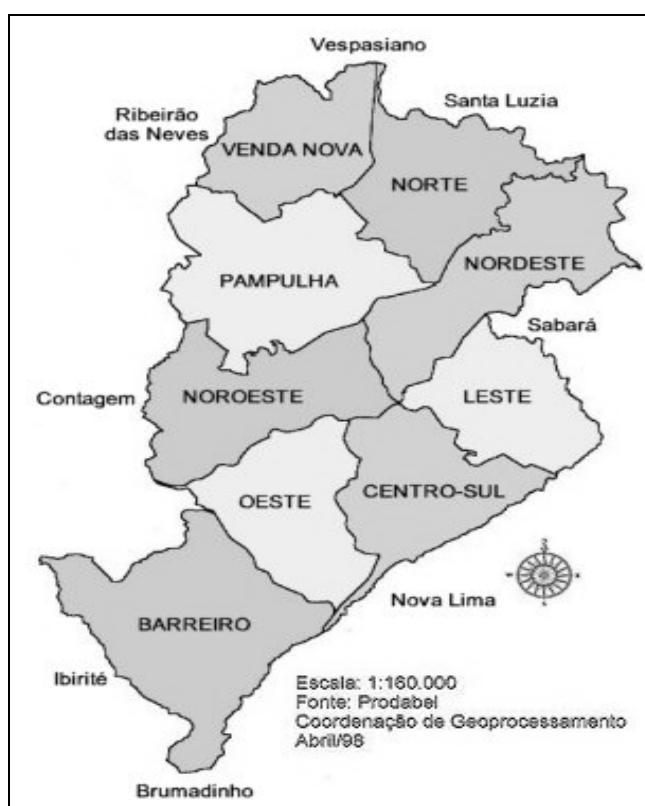 Vespasiano
Santa Luzia
Ribeirão
das Neves
VENDA NOVA
NORTE
NORDESTE
PAMPULHA
Sabará
Contagem
NOROESTE
LESTE
OESTE
CENTRO-SUL
Nova Lima
BARREIRO
Ibirité
Escala: 1:160.000
Fonte: Prodabel
Coordenação de Geoprocessamento
Abril/98
Brumadinho